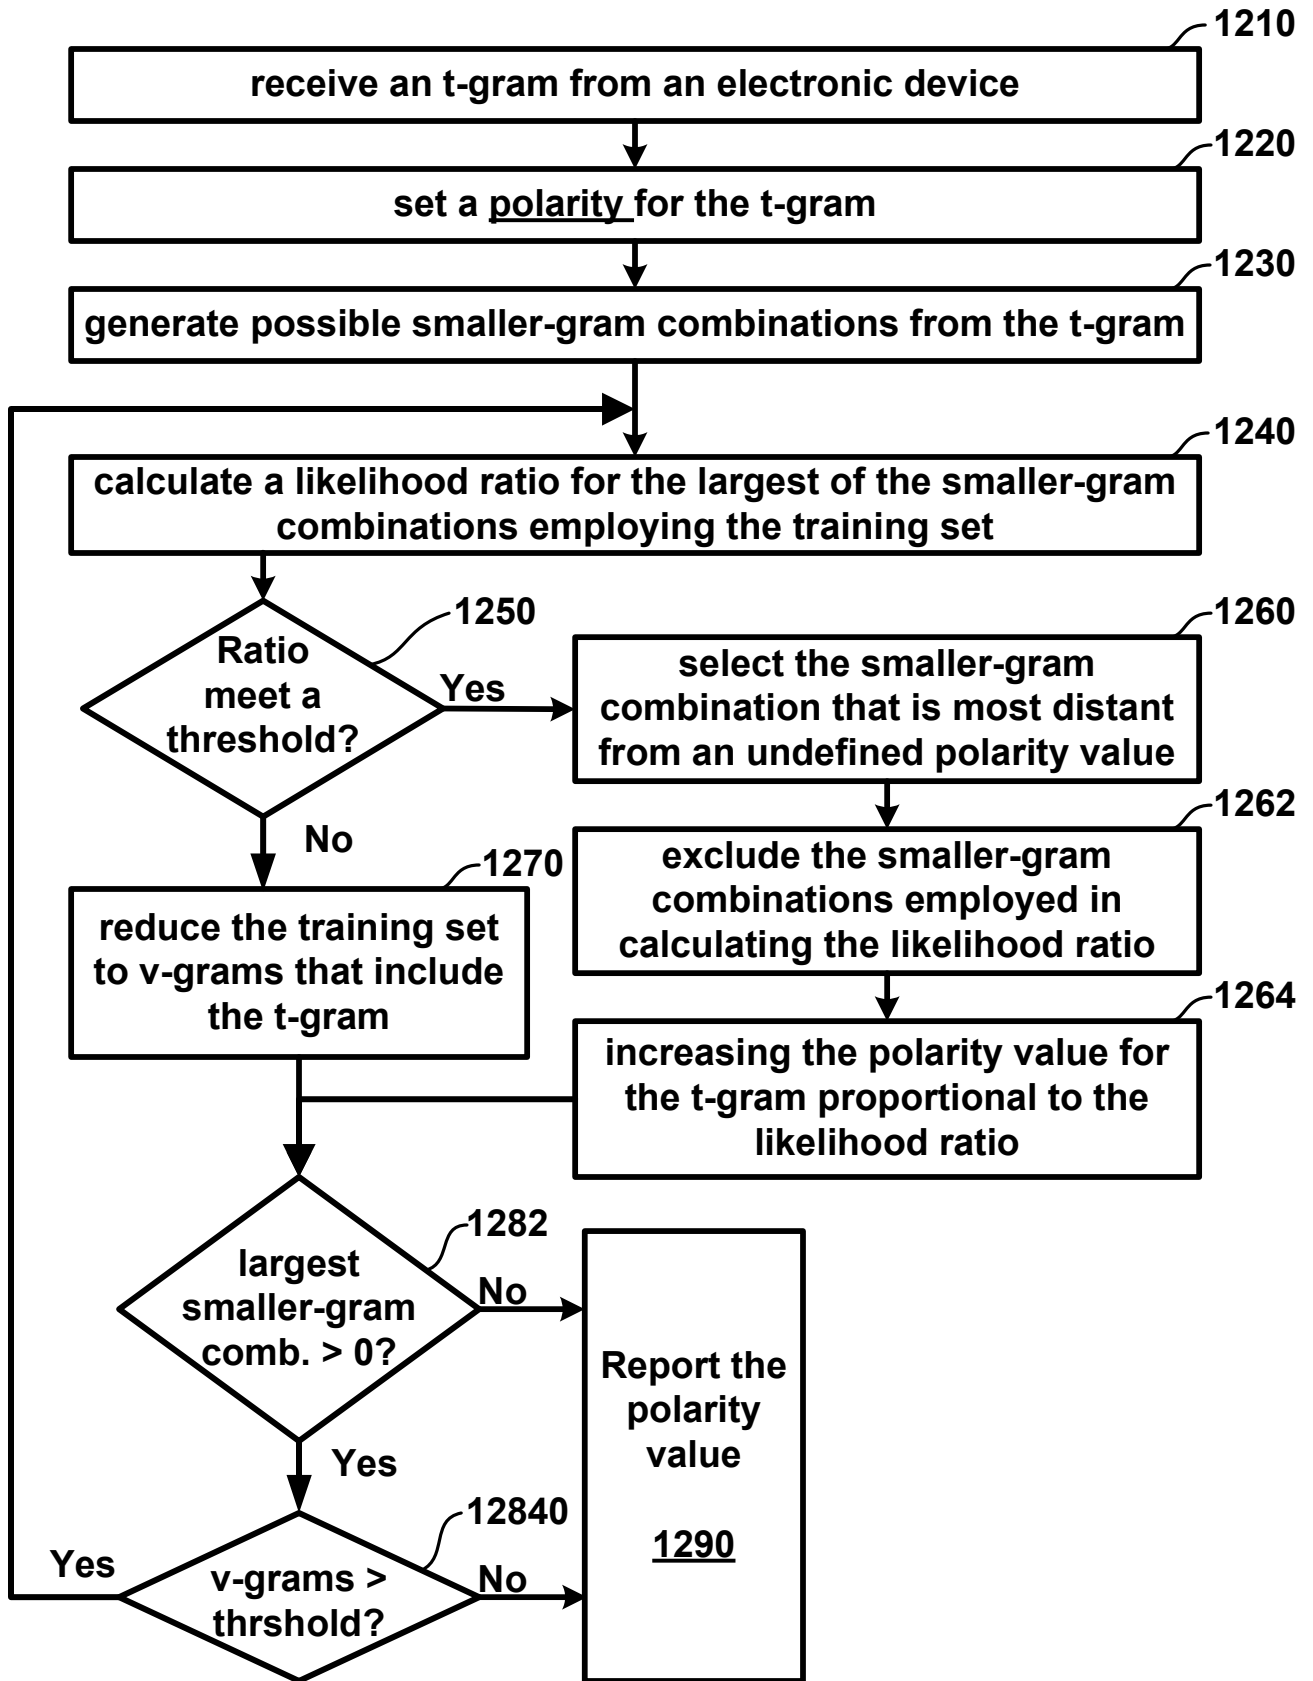 1210
receive an t-gram from an electronic device
1220
set a polarity for the t-gram
1230
generate possible smaller-gram combinations from the t-gram
1240
calculate a likelihood ratio for the largest of the smaller-gram
combinations employing the training set
1250
Ratio
meet a
threshold?
Yes
No
1260
select the smaller-gram
combination that is most distant
from an undefined polarity value
1262
exclude the smaller-gram
combinations employed in
calculating the likelihood ratio
1270
reduce the training set
to v-grams that include
the t-gram
1264
increasing the polarity value for
the t-gram proportional to the
likelihood ratio
1282
largest
smaller-gram
comb. > 0?
No
Yes
Report the
polarity
value
1290
12840
v-grams >
thrshold?
Yes
No